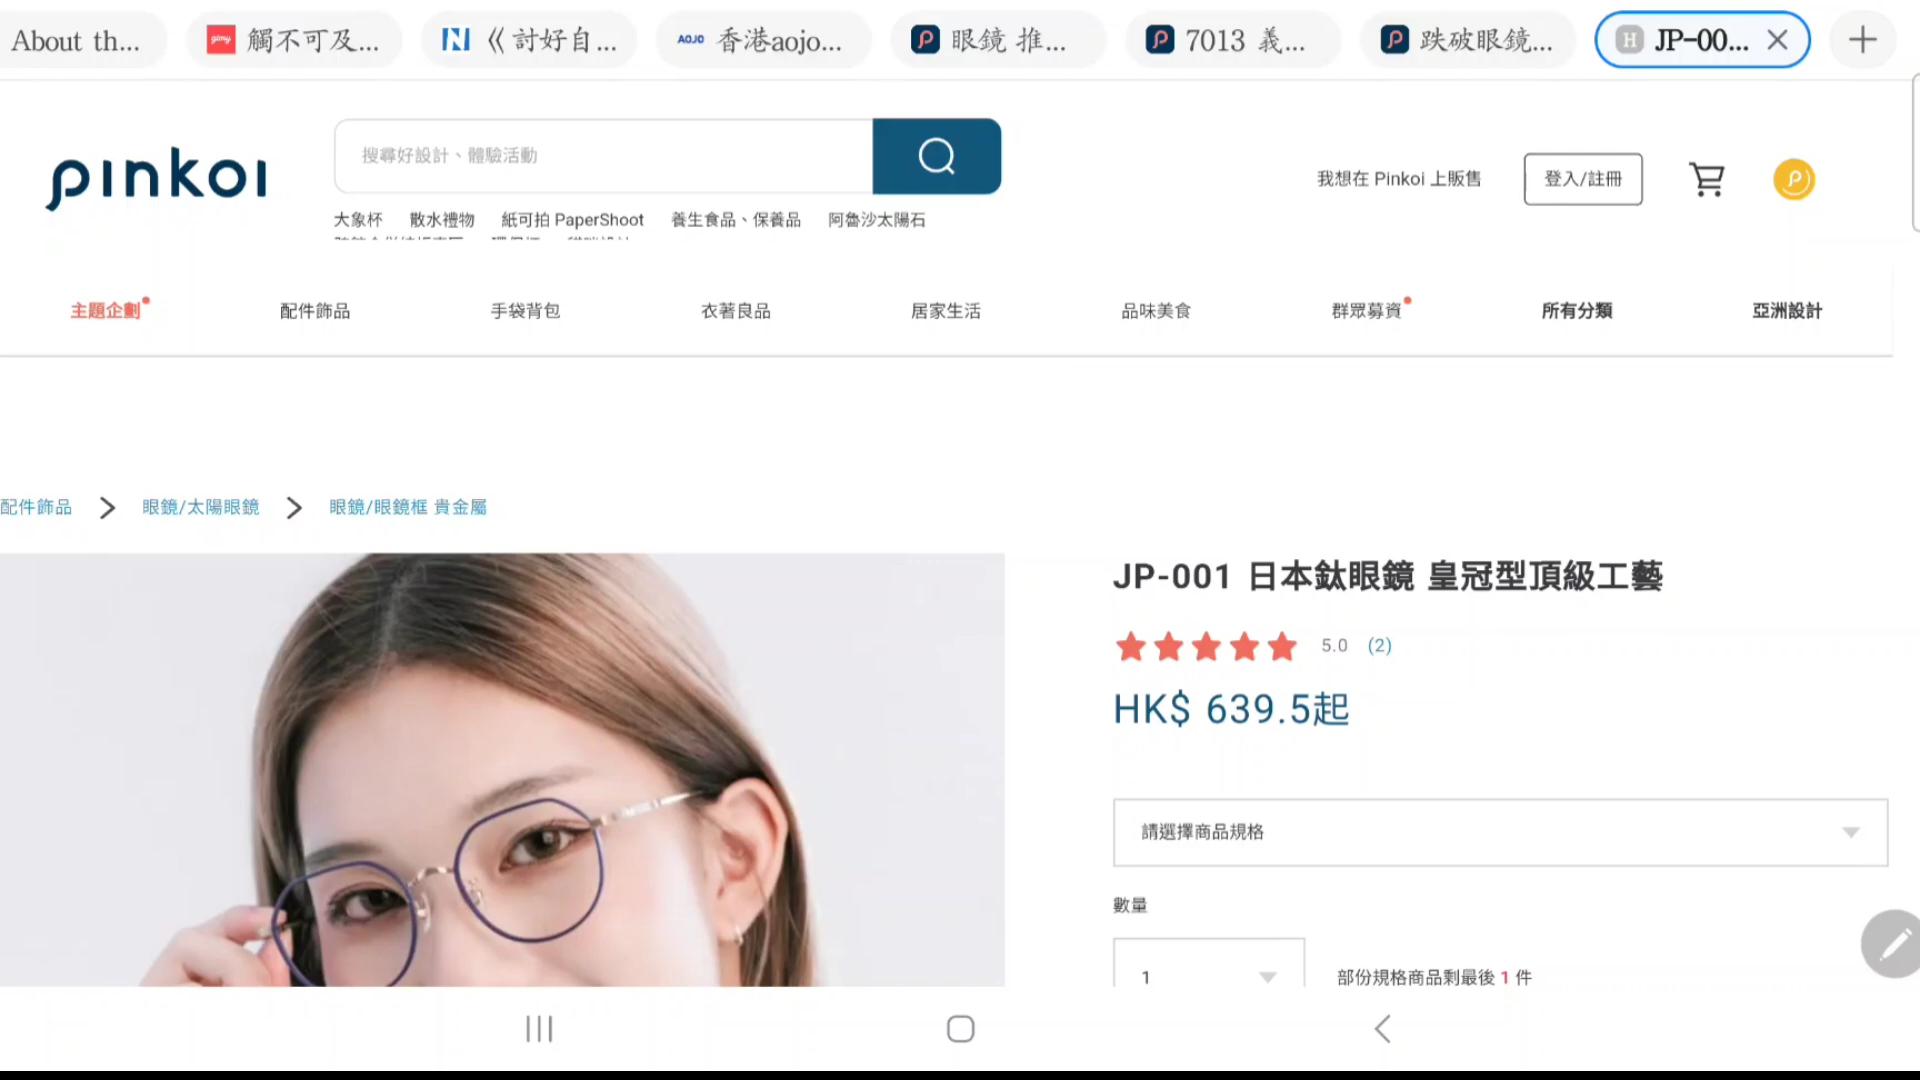 About th...
gimy 觸不可及...
《討好自...
AOJO 香港aojo...
眼鏡 推...
7013 義...
跌破眼鏡...
H JP-00...
pinkoi
搜尋好設計、體驗活動
我想在 Pinkoi 上販售
登入/註冊
大象杯 散水禮物 紙可拍 PaperShoot 養生食品、保養品 阿魯沙太陽石
主題企劃 配件飾品 手袋背包 衣著良品 居家生活 品味美食 群眾募資 所有分類 亞洲設計
配件飾品 眼鏡/太陽眼鏡 眼鏡/眼鏡框 貴金屬
JP-001 日本鈦眼鏡 皇冠型頂級工藝
5.0 (2)
HK$ 639.5起
請選擇商品規格
數量
1 部份規格商品剩最後 1 件